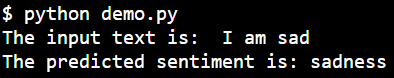 $ python demo.py
The input text is:  I am sad
The predicted sentiment is: sadness